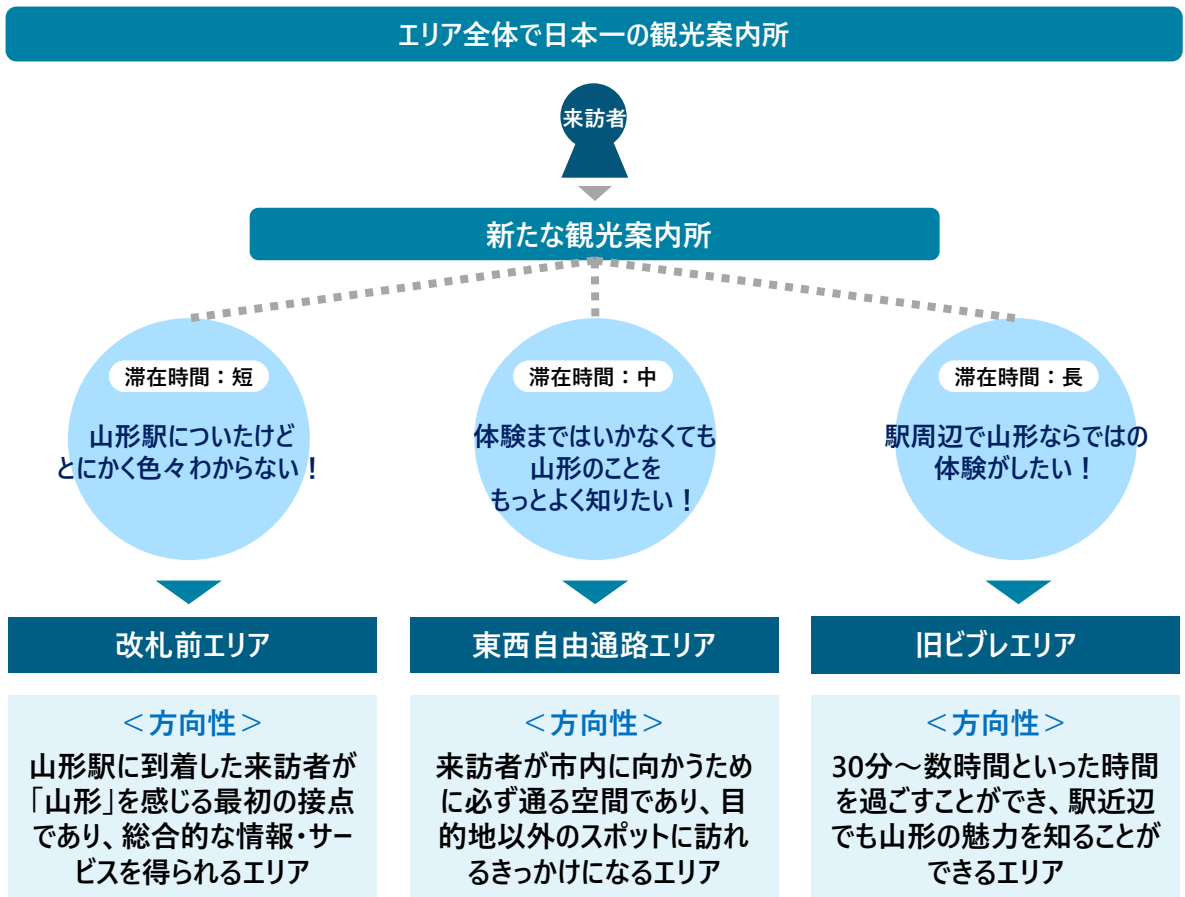 エリア全体で日本一の観光案内所
来訪者
新たな観光案内所
滞在時間：短
山形駅についたけど
とにかく色々わからない！
滞在時間：中
体験まではいかなくても
山形のことを
もっとよく知りたい！
滞在時間：長
駅周辺で山形ならではの
体験がしたい！
改札前エリア
＜方向性＞
山形駅に到着した来訪者が
「山形」を感じる最初の接点
であり、総合的な情報・サー
ビスを得られるエリア
東西自由通路エリア
＜方向性＞
来訪者が市内に向かうため
に必ず通る空間であり、目
的地以外のスポットに訪れ
るきっかけになるエリア
旧ビブレエリア
＜方向性＞
30分～数時間といった時間
を過ごすことができ、駅近辺
でも山形の魅力を知ることが
できるエリア